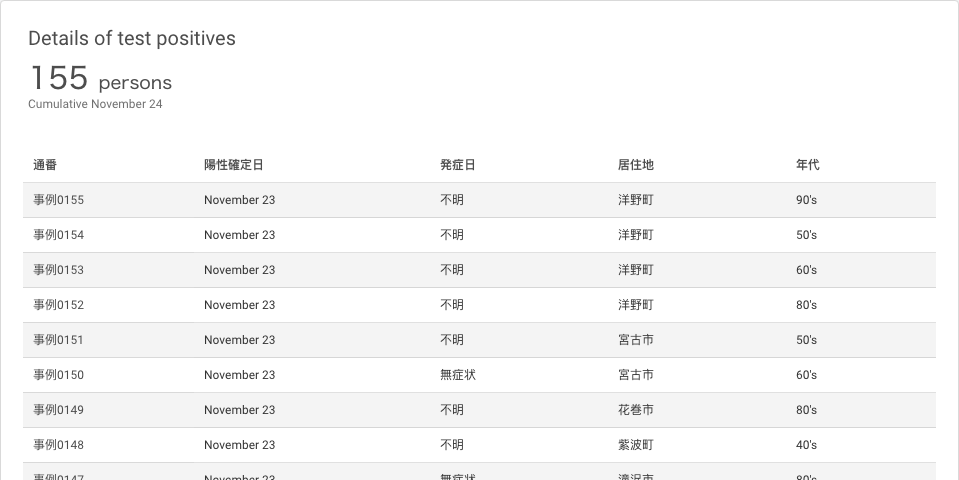 Details of test positives
155 persons
Cumulative November 24
通番 陽性確定日 発症日 居住地 年代
事例0155 November 23 不明 洋野町 90's
事例0154 November 23 不明 洋野町 50's
事例0153 November 23 不明 洋野町 60's
事例0152 November 23 不明 洋野町 80's
事例0151 November 23 不明 宮古市 50's
事例0150 November 23 無症状 宮古市 60's
事例0149 November 23 不明 花巻市 80's
事例0148 November 23 不明 紫波町 40's
事例0147 November 23 無症状 滝沢市 80's